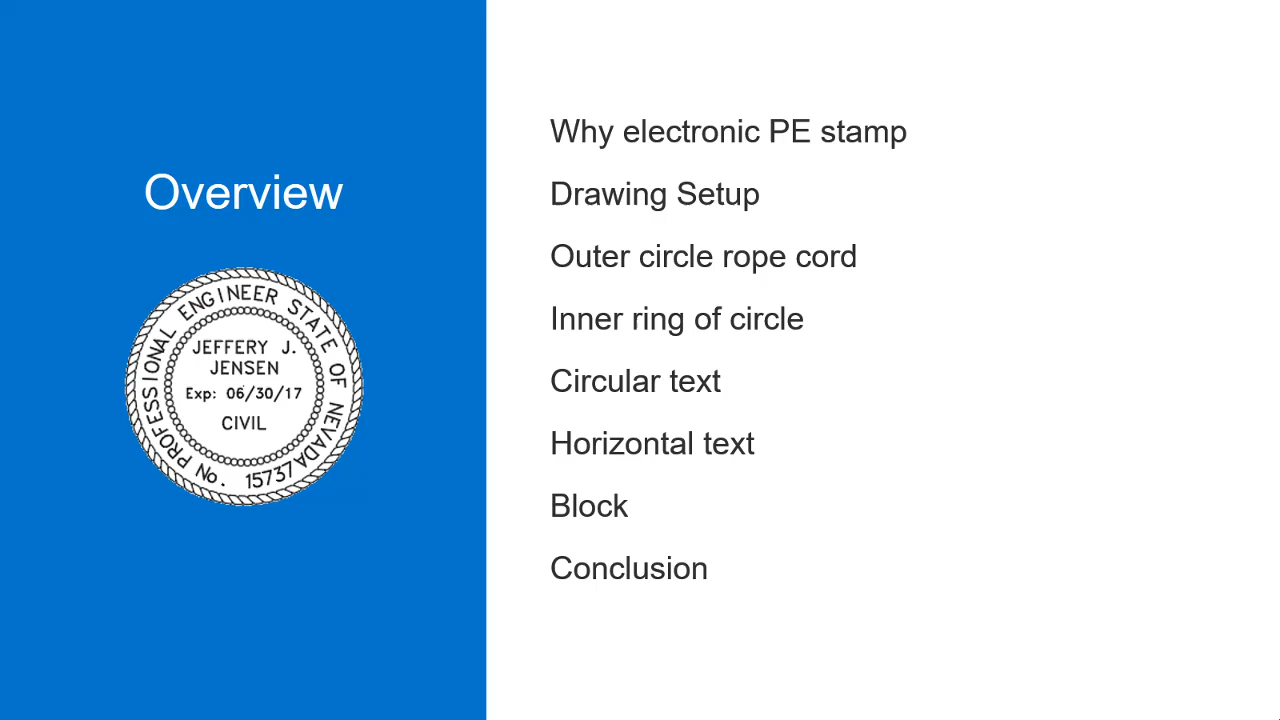 Overview
PROFESSIONAL ENGINEER STATE OF NEVADA
JEFFERY J.
JENSEN
Exp: 06/30/17
CIVIL
No. 15737
Why electronic PE stamp
Drawing Setup
Outer circle rope cord
Inner ring of circle
Circular text
Horizontal text
Block
Conclusion